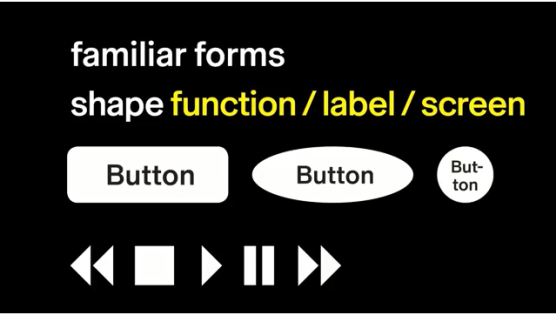 familiar forms
shape function / label / screen
Button Button But-
ton